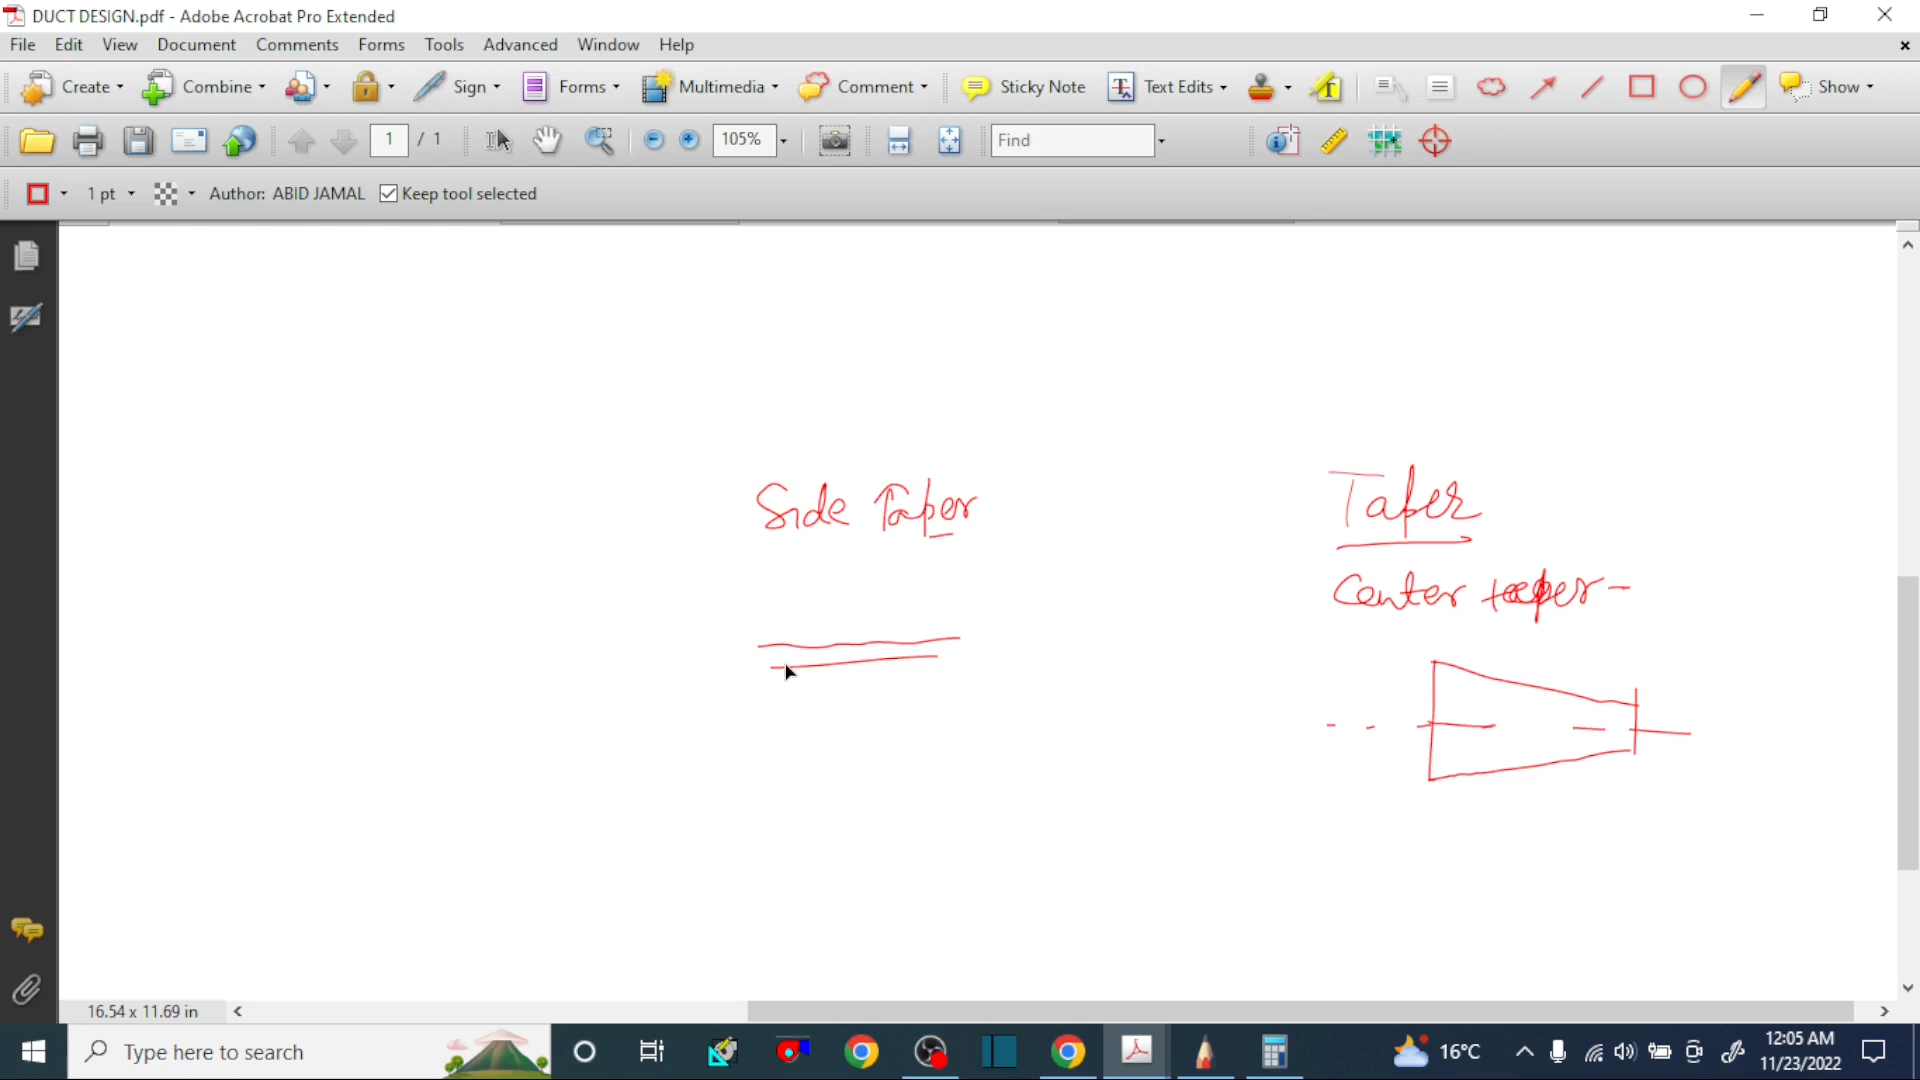 DUCT DESIGN.pdf - Adobe Acrobat Pro Extended
File Edit View Document Comments Forms Tools Advanced Window Help
Create Combine Sign Forms Multimedia Comment Sticky Note Text Edits Show
1 / 1 105% Find
1 pt Author: ABID JAMAL Keep tool selected
Side Taper
Taper
Center taper-
16.54 x 11.69 in
Type here to search
16°C
12:05 AM
11/23/2022